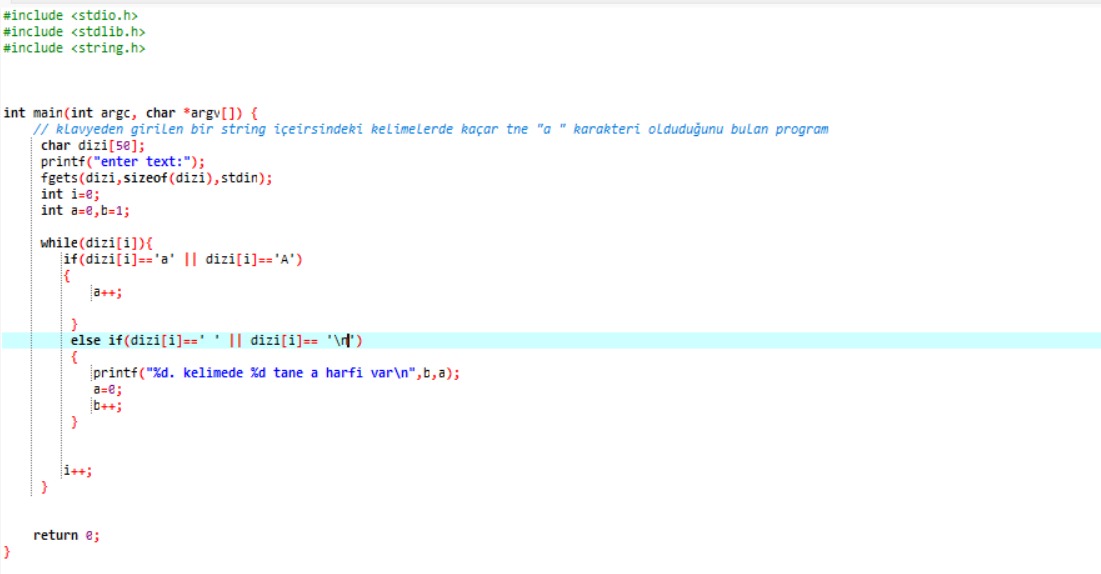 #include <stdio.h>
#include <stdlib.h>
#include <string.h>
int main(int argc, char *argv[]) {
// klavyeden girilen bir string içeirsindeki kelimelerde kaçar tne "a " karakteri olduduğunu bulan program
char dizi[50];
printf("enter text:");
fgets(dizi,sizeof(dizi),stdin);
int i=0;
int a=0,b=1;
while(dizi[i]){
if(dizi[i]=='a' || dizi[i]=='A')
{
a++;
}
else if(dizi[i]==' ' || dizi[i]== '\n')
{
printf("%d. kelimede %d tane a harfi var\n",b,a);
a=0;
b++;
}
i++;
}
return 0;
}